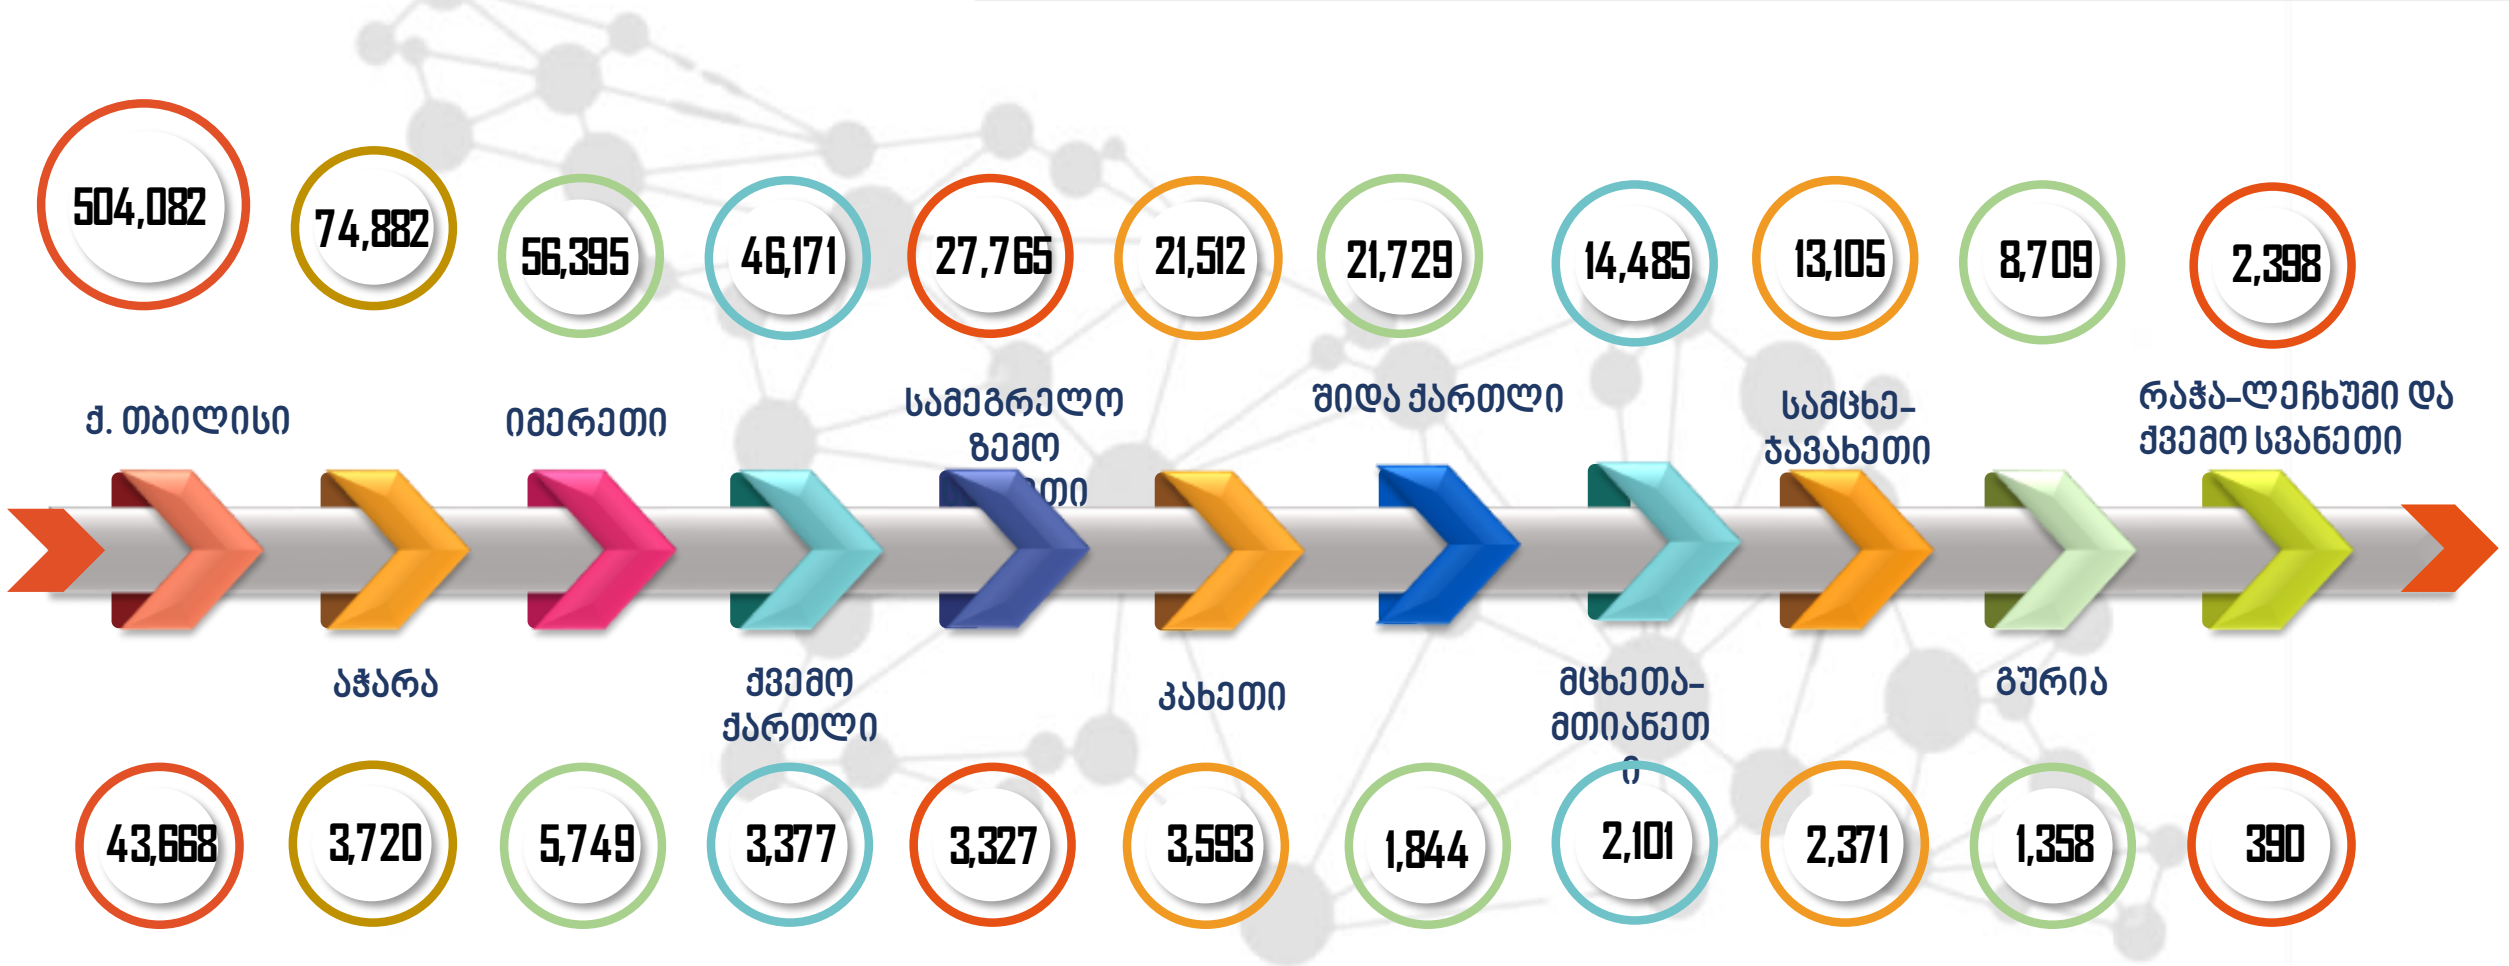 504,082
74,882
56,395
46,171
27,765
21,512
21,729
14,485
13,105
8,709
2,398
ქ. თბილისი
იმერეთი
სამეგრელო
ზემო
შიდა ქართლი
სამცხე-
ჯავახეთი
რაჭა-ლეჩხუმი და
ქვემო სვანეთი
აჭარა
ქვემო
ქართლი
კახეთი
მცხეთა-
მთიანეთ
ი
გურია
43,668
3,720
5,749
3,377
3,327
3,593
1,844
2,101
2,371
1,358
390